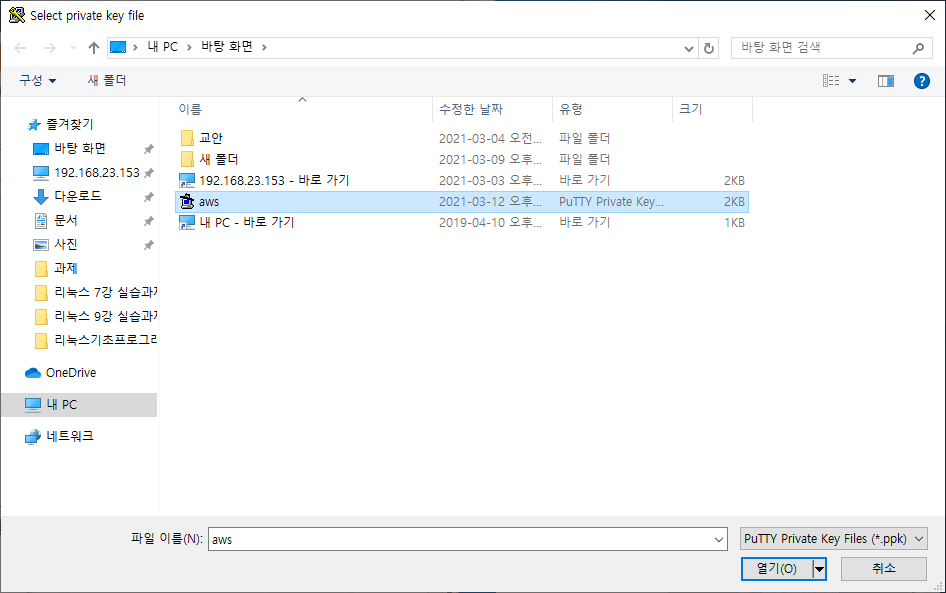 Select private key file
내 PC > 바탕 화면 >
바탕 화면 검색
구성
새 폴더
이름 수정한 날짜 유형 크기
즐겨찾기
바탕 화면
192.168.23.153
다운로드
문서
사진
과제
리눅스 7강 실습과
리눅스 9강 실습과
리눅스기초프로그
OneDrive
내 PC
네트워크
교안 2021-03-04 오전... 파일 폴더
새 폴더 2021-03-09 오후... 파일 폴더
192.168.23.153 - 바로 가기 2021-03-03 오후... 바로 가기 2KB
aws 2021-03-12 오후... PuTTY Private Key... 2KB
내 PC - 바로 가기 2019-04-10 오후... 바로 가기 1KB
파일 이름(N): aws
PuTTY Private Key Files (*.ppk)
열기(O)
취소